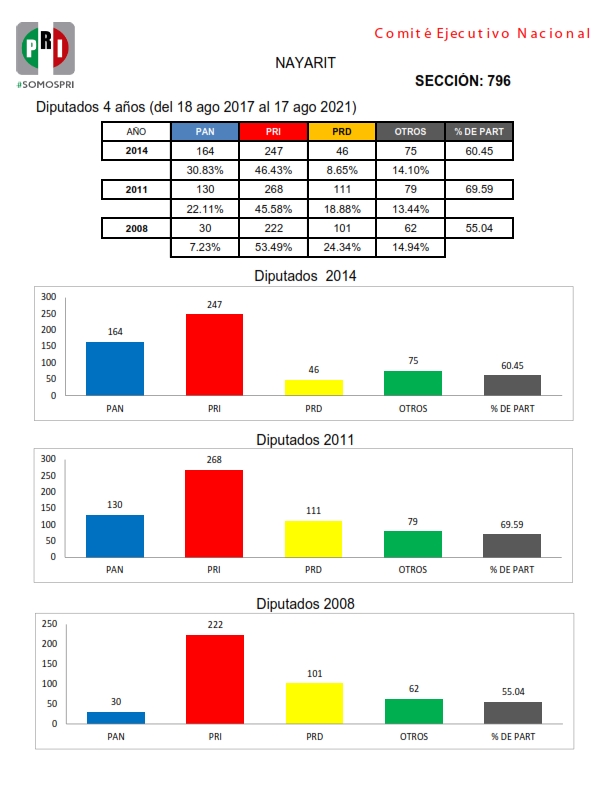 PRI
#SOMOSPRI
Comité Ejecutivo Nacional
NAYARIT
SECCIÓN: 796
Diputados 4 años (del 18 ago 2017 al 17 ago 2021)
AÑO PAN PRI PRD OTROS % DE PART
2014 164 247 46 75 60.45
30.83% 46.43% 8.65% 14.10%
2011 130 268 111 79 69.59
22.11% 45.58% 18.88% 13.44%
2008 30 222 101 62 55.04
7.23% 53.49% 24.34% 14.94%
Diputados 2014
300
250
200
150
100
50
0
164 247 46 75 60.45
PAN PRI PRD OTROS % DE PART
Diputados 2011
300
250
200
150
100
50
0
130 268 111 79 69.59
PAN PRI PRD OTROS % DE PART
Diputados 2008
250
200
150
100
50
0
30 222 101 62 55.04
PAN PRI PRD OTROS % DE PART